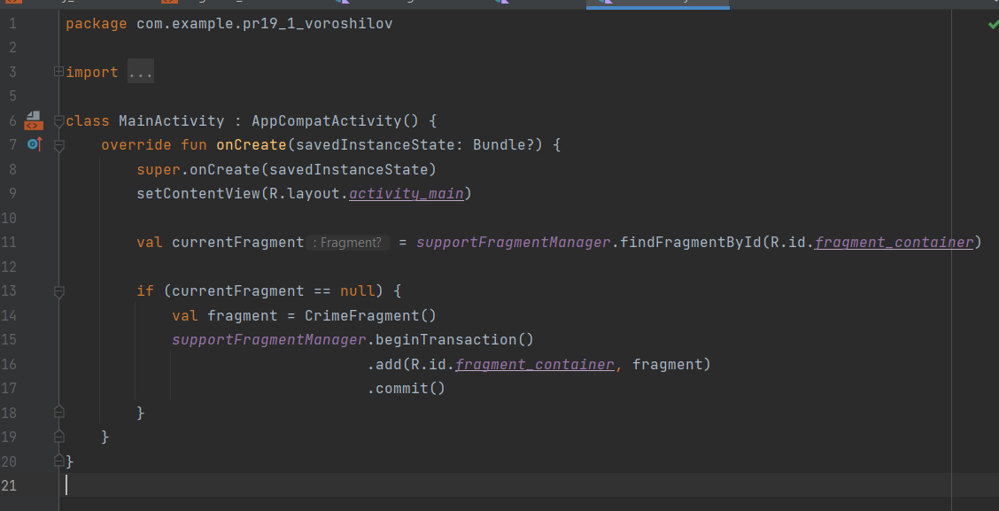 1 package com.example.pr19_1_voroshilov
2
3 import ...
5
6 class MainActivity : AppCompatActivity() {
7 override fun onCreate(savedInstanceState: Bundle?) {
8 super.onCreate(savedInstanceState)
9 setContentView(R.layout.activity_main)
10
11 val currentFragment : Fragment? = supportFragmentManager.findFragmentById(R.id.fragment_container)
12
13 if (currentFragment == null) {
14 val fragment = CrimeFragment()
15 supportFragmentManager.beginTransaction()
16 .add(R.id.fragment_container, fragment)
17 .commit()
18 }
19 }
20 }
21